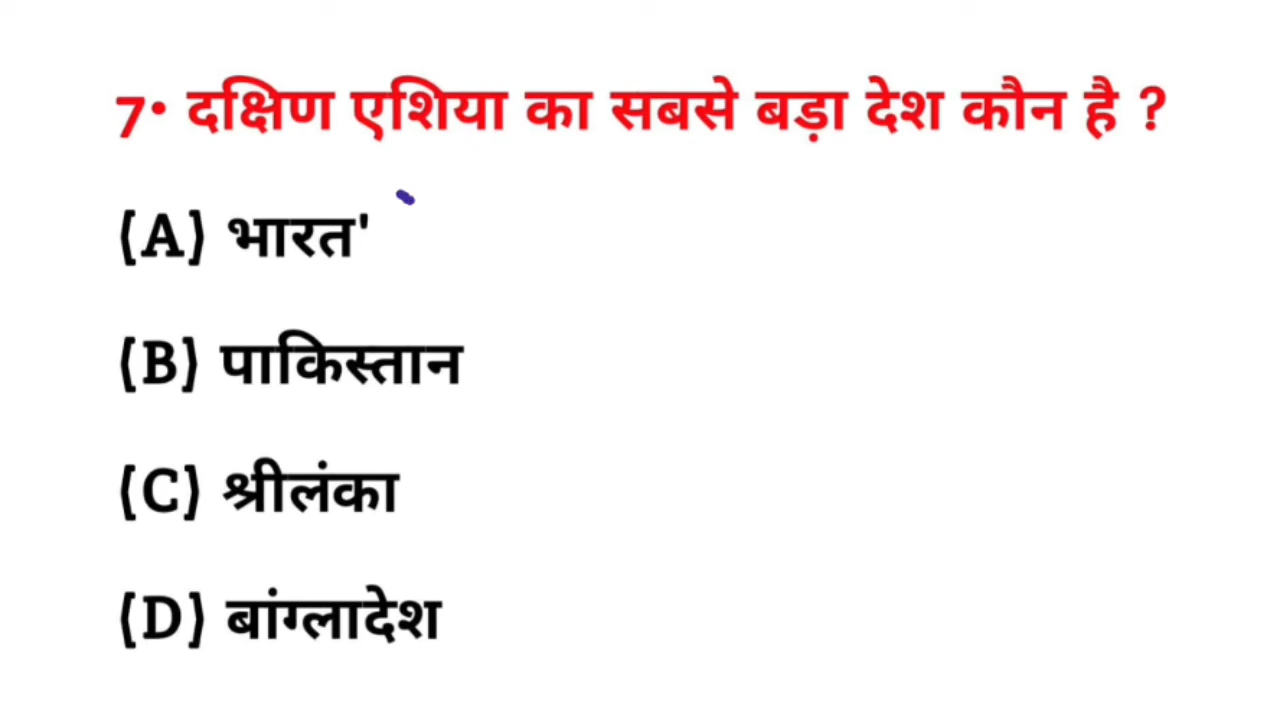 7• दक्षिण एशिया का सबसे बड़ा देश कौन है ?
(A) भारत'
(B) पाकिस्तान
(C) श्रीलंका
(D) बांग्लादेश